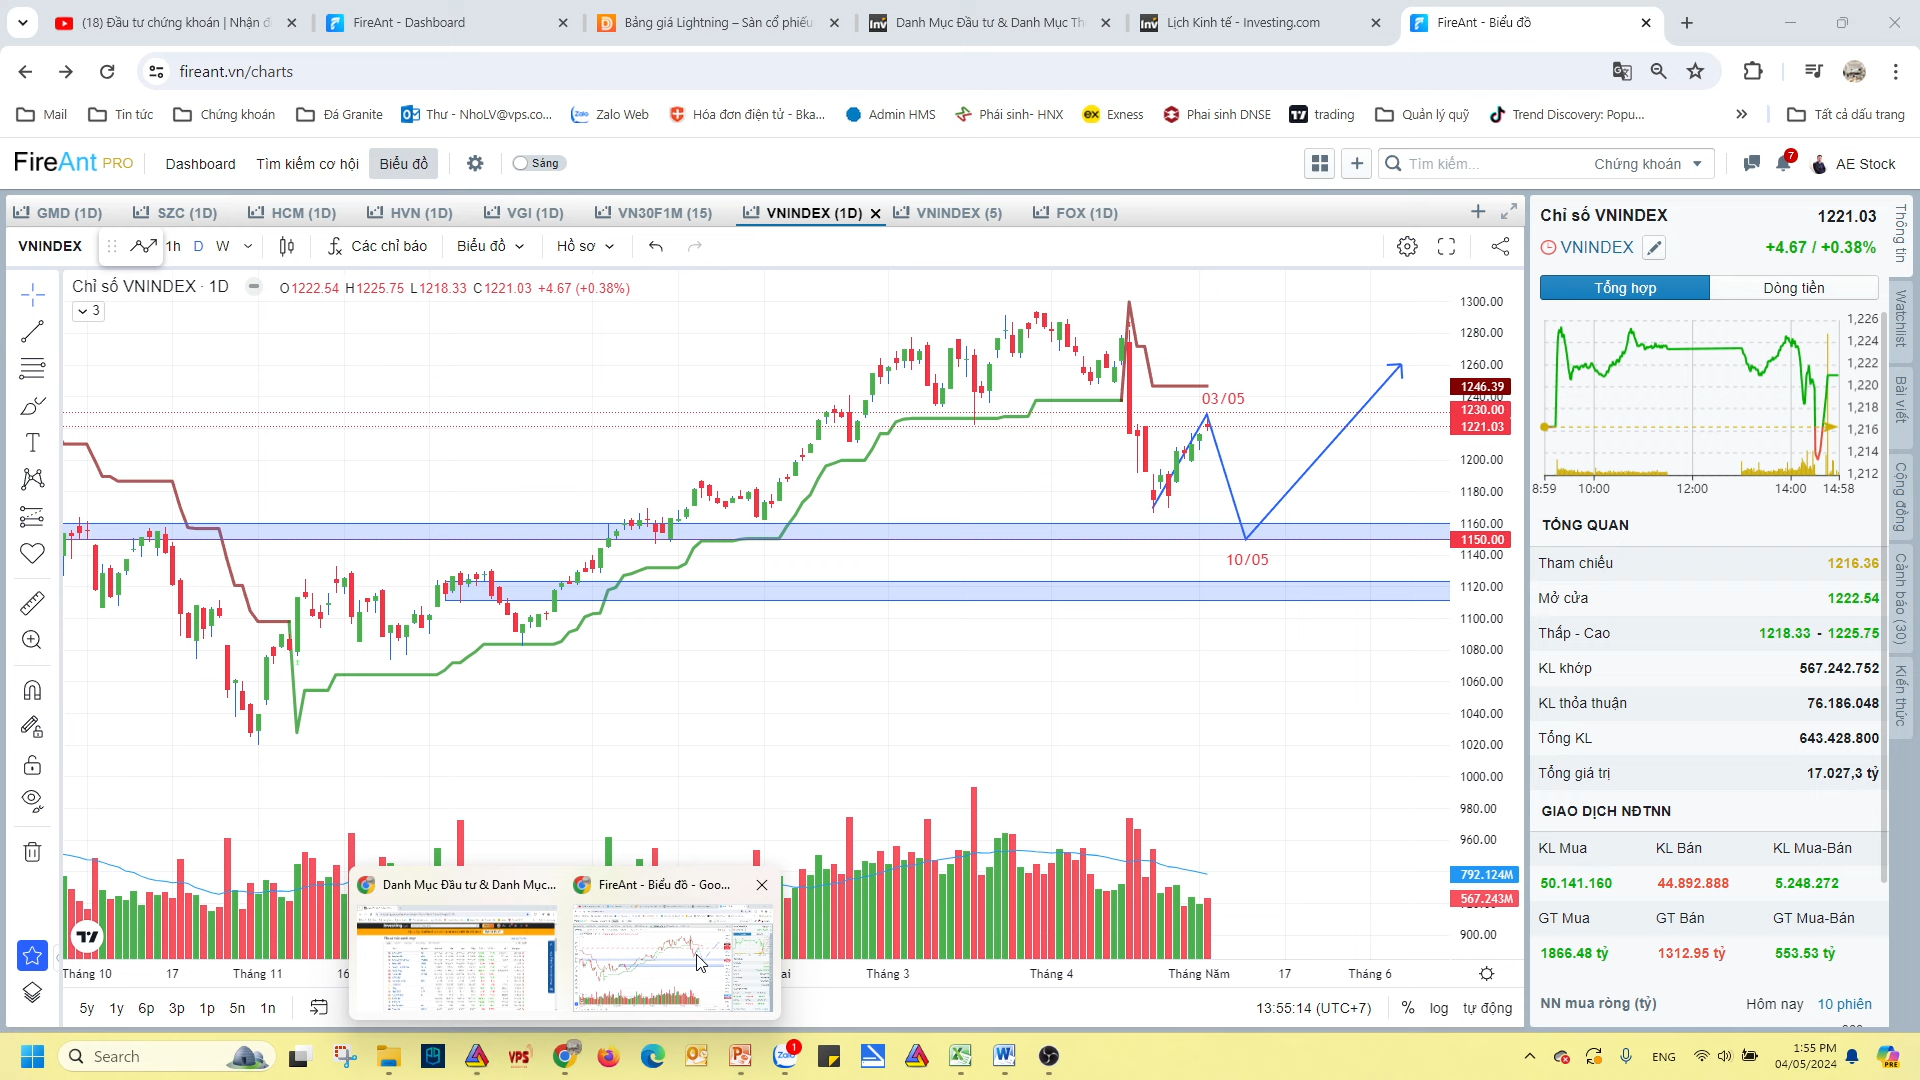 (18) Đầu tư chứng khoán | Nhận đ
FireAnt - Dashboard
Bảng giá Lightning – Sàn cổ phiếu
Danh Mục Đầu tư & Danh Mục Th
Lịch Kinh tế - Investing.com
FireAnt - Biểu đồ
fireant.vn/charts
Mail
Tin tức
Chứng khoán
Đá Granite
Thư - NhoLV@vps.co...
Zalo Web
Hóa đơn điện tử - Bka...
Admin HMS
Phái sinh- HNX
Exness
Phai sinh DNSE
trading
Quản lý quỹ
Trend Discovery: Popu...
Tất cả dấu trang
FireAnt PRO
Dashboard
Tìm kiếm cơ hội
Biểu đồ
Sáng
Tìm kiếm...
Chứng khoán
7
AE Stock
GMD (1D)
SZC (1D)
HCM (1D)
HVN (1D)
VGI (1D)
VN30F1M (15)
VNINDEX (1D)
VNINDEX (5)
FOX (1D)
VNINDEX
1h
D
W
Các chỉ báo
Biểu đồ
Hồ sơ
Chỉ số VNINDEX · 1D
O1222.54 H1225.75 L1218.33 C1221.03 +4.67 (+0.38%)
3
1300.00
1280.00
1260.00
1246.39
1240.00
1230.00
1221.03
1200.00
1180.00
1160.00
1150.00
1140.00
1120.00
1100.00
1080.00
1060.00
1040.00
1020.00
1000.00
980.00
960.00
792.124M
567.243M
900.00
03/05
10/05
Tháng 10
17
Tháng 11
16
ai
Tháng 3
Tháng 4
Tháng Năm
17
Tháng 6
Danh Mục Đầu tư & Danh Mục...
FireAnt - Biểu đồ - Goo...
5y
1y
6p
3p
1p
5n
1n
13:55:14 (UTC+7)
%
log
tự động
Chỉ số VNINDEX
1221.03
VNINDEX
+4.67 / +0.38%
Tổng hợp
Dòng tiền
1,226
1,224
1,222
1,220
1,218
1,216
1,214
1,212
8:59
10:00
12:00
14:00
14:58
TỔNG QUAN
Tham chiếu 1216.36
Mở cửa 1222.54
Thấp - Cao 1218.33 - 1225.75
KL khớp 567.242.752
KL thỏa thuận 76.186.048
Tổng KL 643.428.800
Tổng giá trị 17.027,3 tỷ
GIAO DỊCH NĐTNN
KL Mua KL Bán KL Mua-Bán
50.141.160 44.892.888 5.248.272
GT Mua GT Bán GT Mua-Bán
1866.48 tỷ 1312.95 tỷ 553.53 tỷ
NN mua ròng (tỷ)
Hôm nay
10 phiên
Thông tin
Watchlist
Bài viết
Cộng đồng
Cảnh báo (30)
Kiến thức
Search
VPS
Zalo
1
ENG
1:55 PM
04/05/2024
PRE